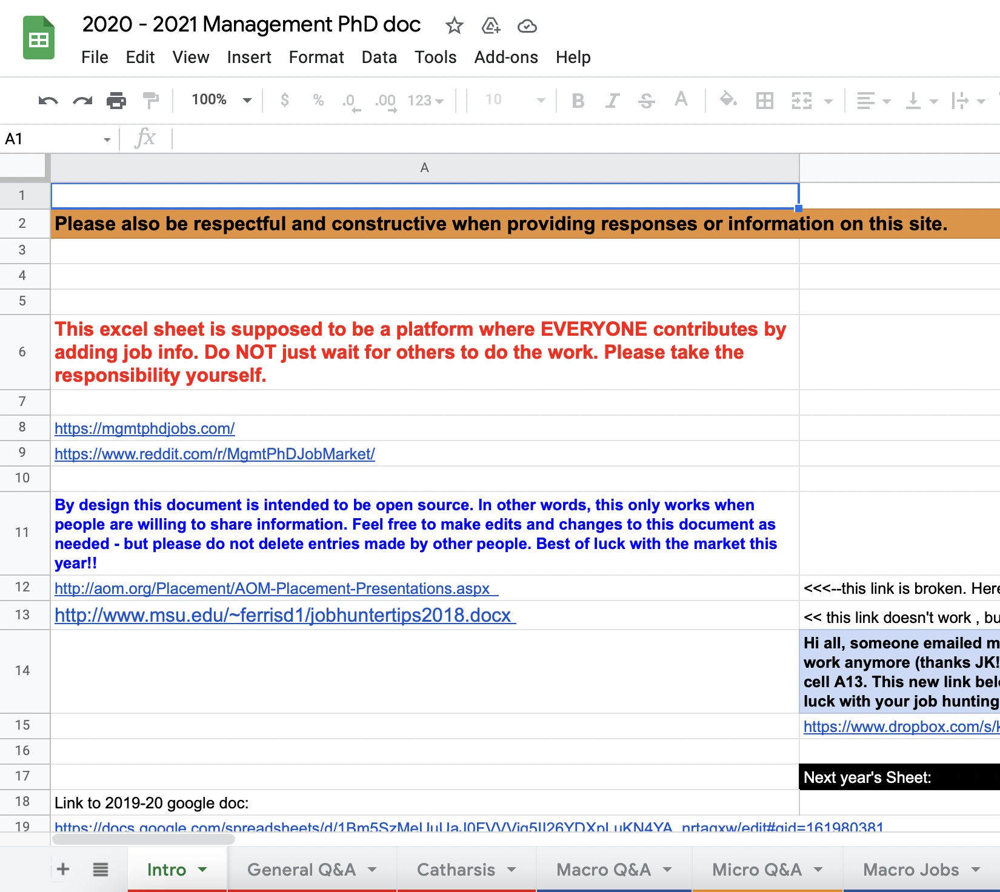 2020 - 2021 Management PhD doc
File Edit View Insert Format Data Tools Add-ons Help
100% $ % .0 .00 123 10 B I S A
A1 fx
A
1
2 Please also be respectful and constructive when providing responses or information on this site.
3
4
5
6 This excel sheet is supposed to be a platform where EVERYONE contributes by
adding job info. Do NOT just wait for others to do the work. Please take the
responsibility yourself.
7
8 https://mgmtphdjobs.com/
9 https://www.reddit.com/r/MgmtPhDJobMarket/
10
11 By design this document is intended to be open source. In other words, this only works when
people are willing to share information. Feel free to make edits and changes to this document as
needed - but please do not delete entries made by other people. Best of luck with the market this
year!!
12 http://aom.org/Placement/AOM-Placement-Presentations.aspx <<<--this link is broken. Here
13 http://www.msu.edu/~ferrisd1/jobhuntertips2018.docx << this link doesn't work , bu
14 Hi all, someone emailed m
work anymore (thanks JK!
cell A13. This new link bel
luck with your job hunting
15 https://www.dropbox.com/s/
16
17 Next year's Sheet:
18 Link to 2019-20 google doc:
19
+ Intro General Q&A Catharsis Macro Q&A Micro Q&A Macro Jobs